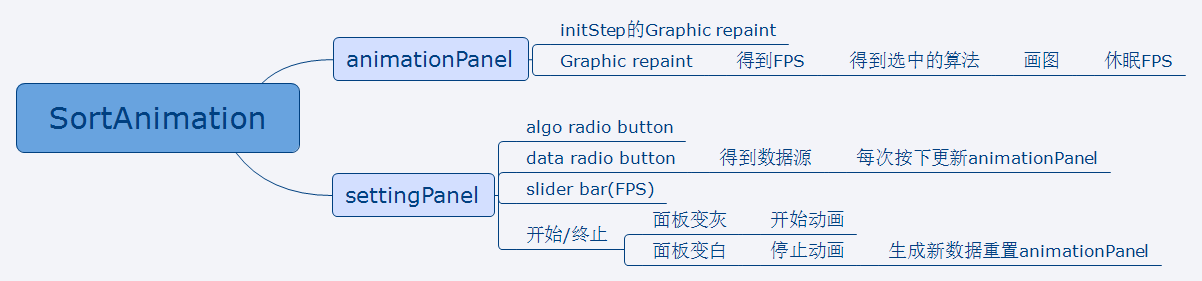 SortAnimation
animationPanel
initStep的Graphic repaint
Graphic repaint 得到FPS 得到选中的算法 画图 休眠FPS
settingPanel
algo radio button
data radio button 得到数据源 每次按下更新animationPanel
slider bar(FPS)
开始/终止
面板变灰 开始动画
面板变白 停止动画 生成新数据重置animationPanel